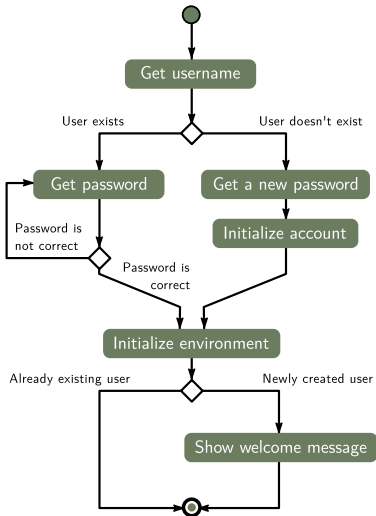 Get username
User exists
User doesn't exist
Get password
Get a new password
Password is
not correct
Initialize account
Password is
correct
Initialize environment
Already existing user
Newly created user
Show welcome message